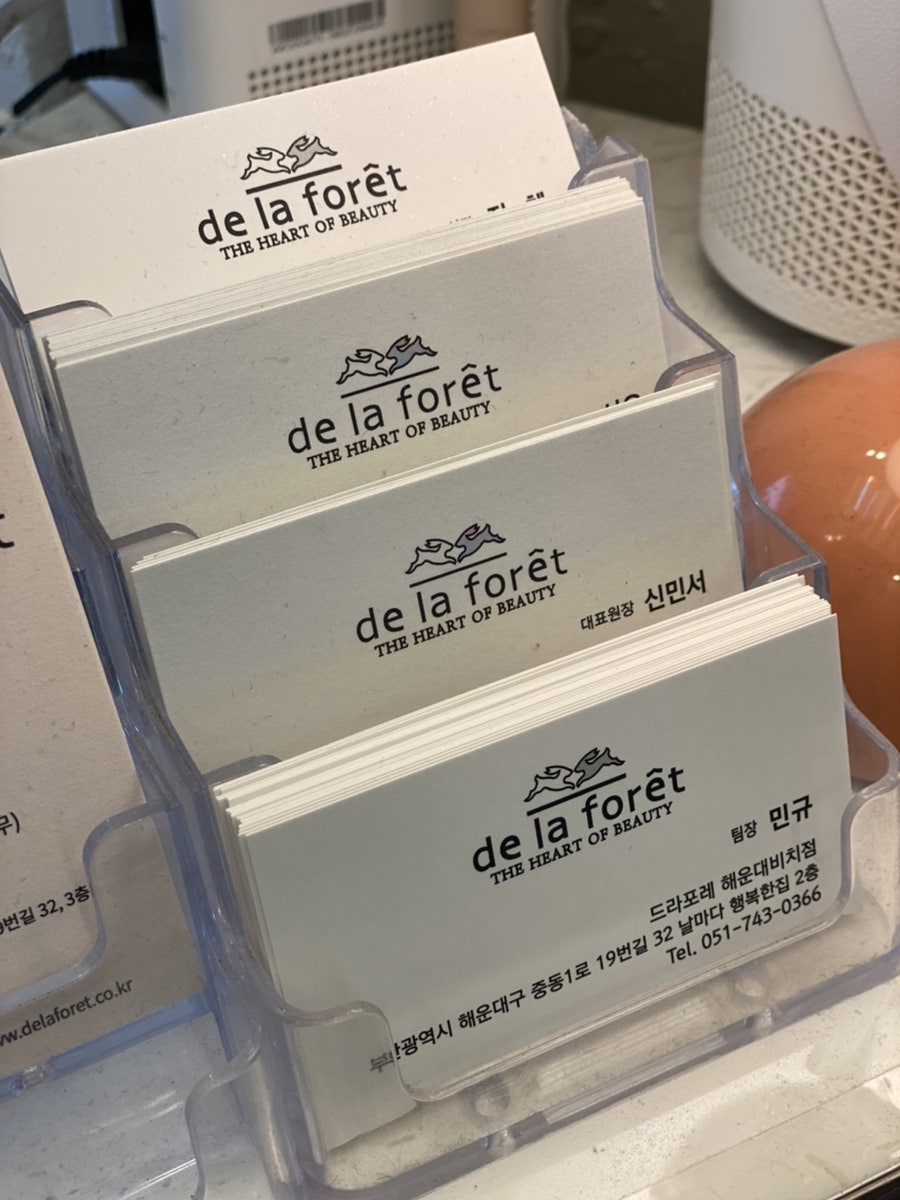 de la forêt
THE HEART OF BEAUTY
de la forêt
THE HEART OF BEAUTY
de la forêt
THE HEART OF BEAUTY
대표원장 신민서
de la forêt
THE HEART OF BEAUTY
팀장 민규
드라포레 해운대비치점
부산광역시 해운대구 중동1로 19번길 32 날마다 행복한집 2층
Tel. 051-743-0366
무)
9번길 32,3층
www.delaforet.co.kr